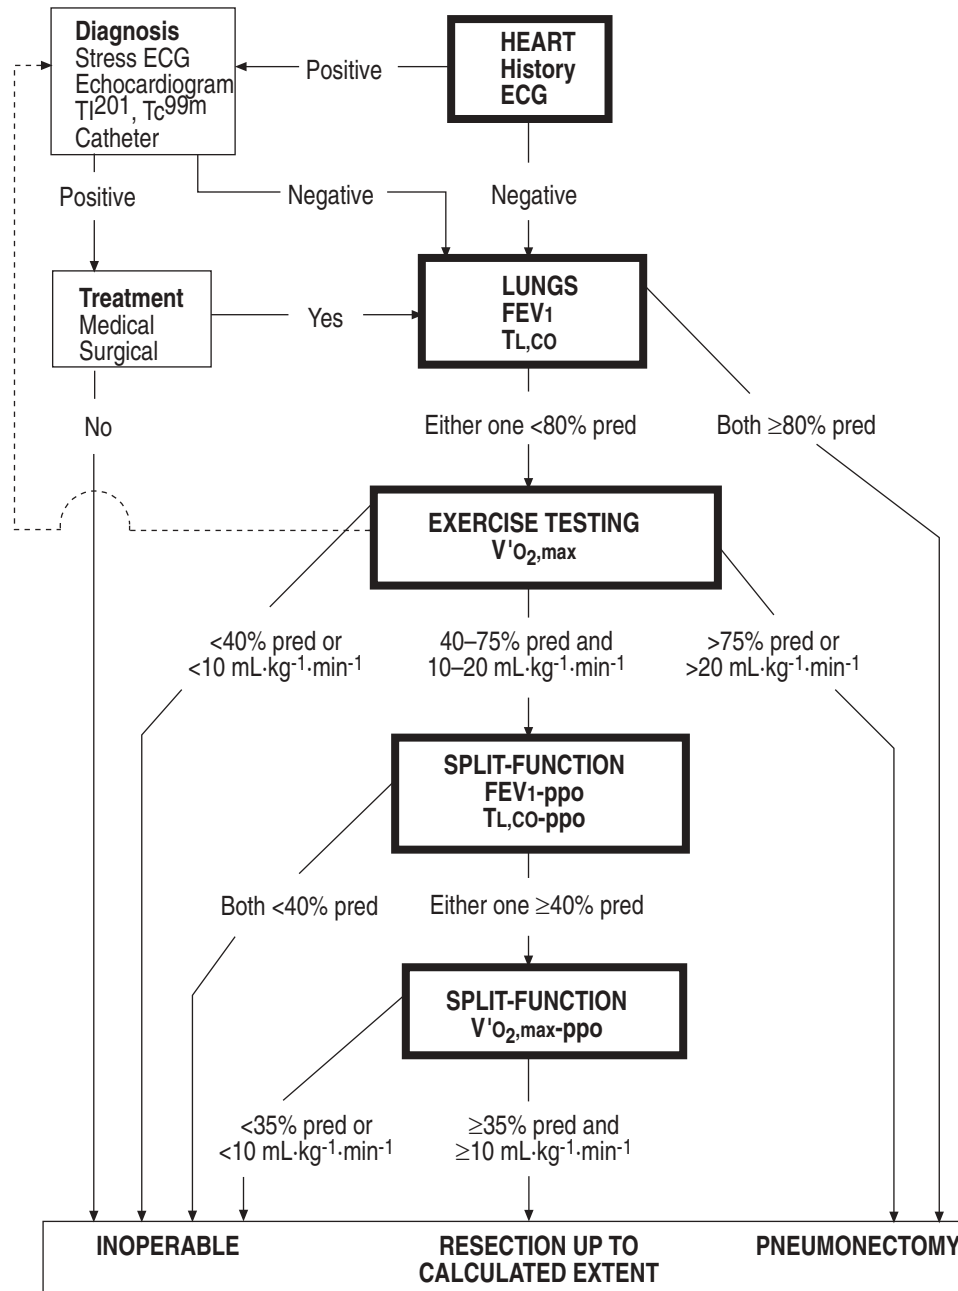 Diagnosis
Stress ECG
Echocardiogram
Tl201, Tc99m
Catheter
Positive
HEART
History
ECG
Positive
Negative
Negative
Treatment
Medical
Surgical
Yes
LUNGS
FEV1
TL,CO
No
Either one <80% pred
Both ≥80% pred
EXERCISE TESTING
V'O2,max
<40% pred or
<10 mL·kg-1·min-1
40–75% pred and
10–20 mL·kg-1·min-1
>75% pred or
>20 mL·kg-1·min-1
SPLIT-FUNCTION
FEV1-ppo
TL,CO-ppo
Both <40% pred
Either one ≥40% pred
SPLIT-FUNCTION
V'O2,max-ppo
<35% pred or
<10 mL·kg-1·min-1
≥35% pred and
≥10 mL·kg-1·min-1
INOPERABLE
RESECTION UP TO
CALCULATED EXTENT
PNEUMONECTOMY